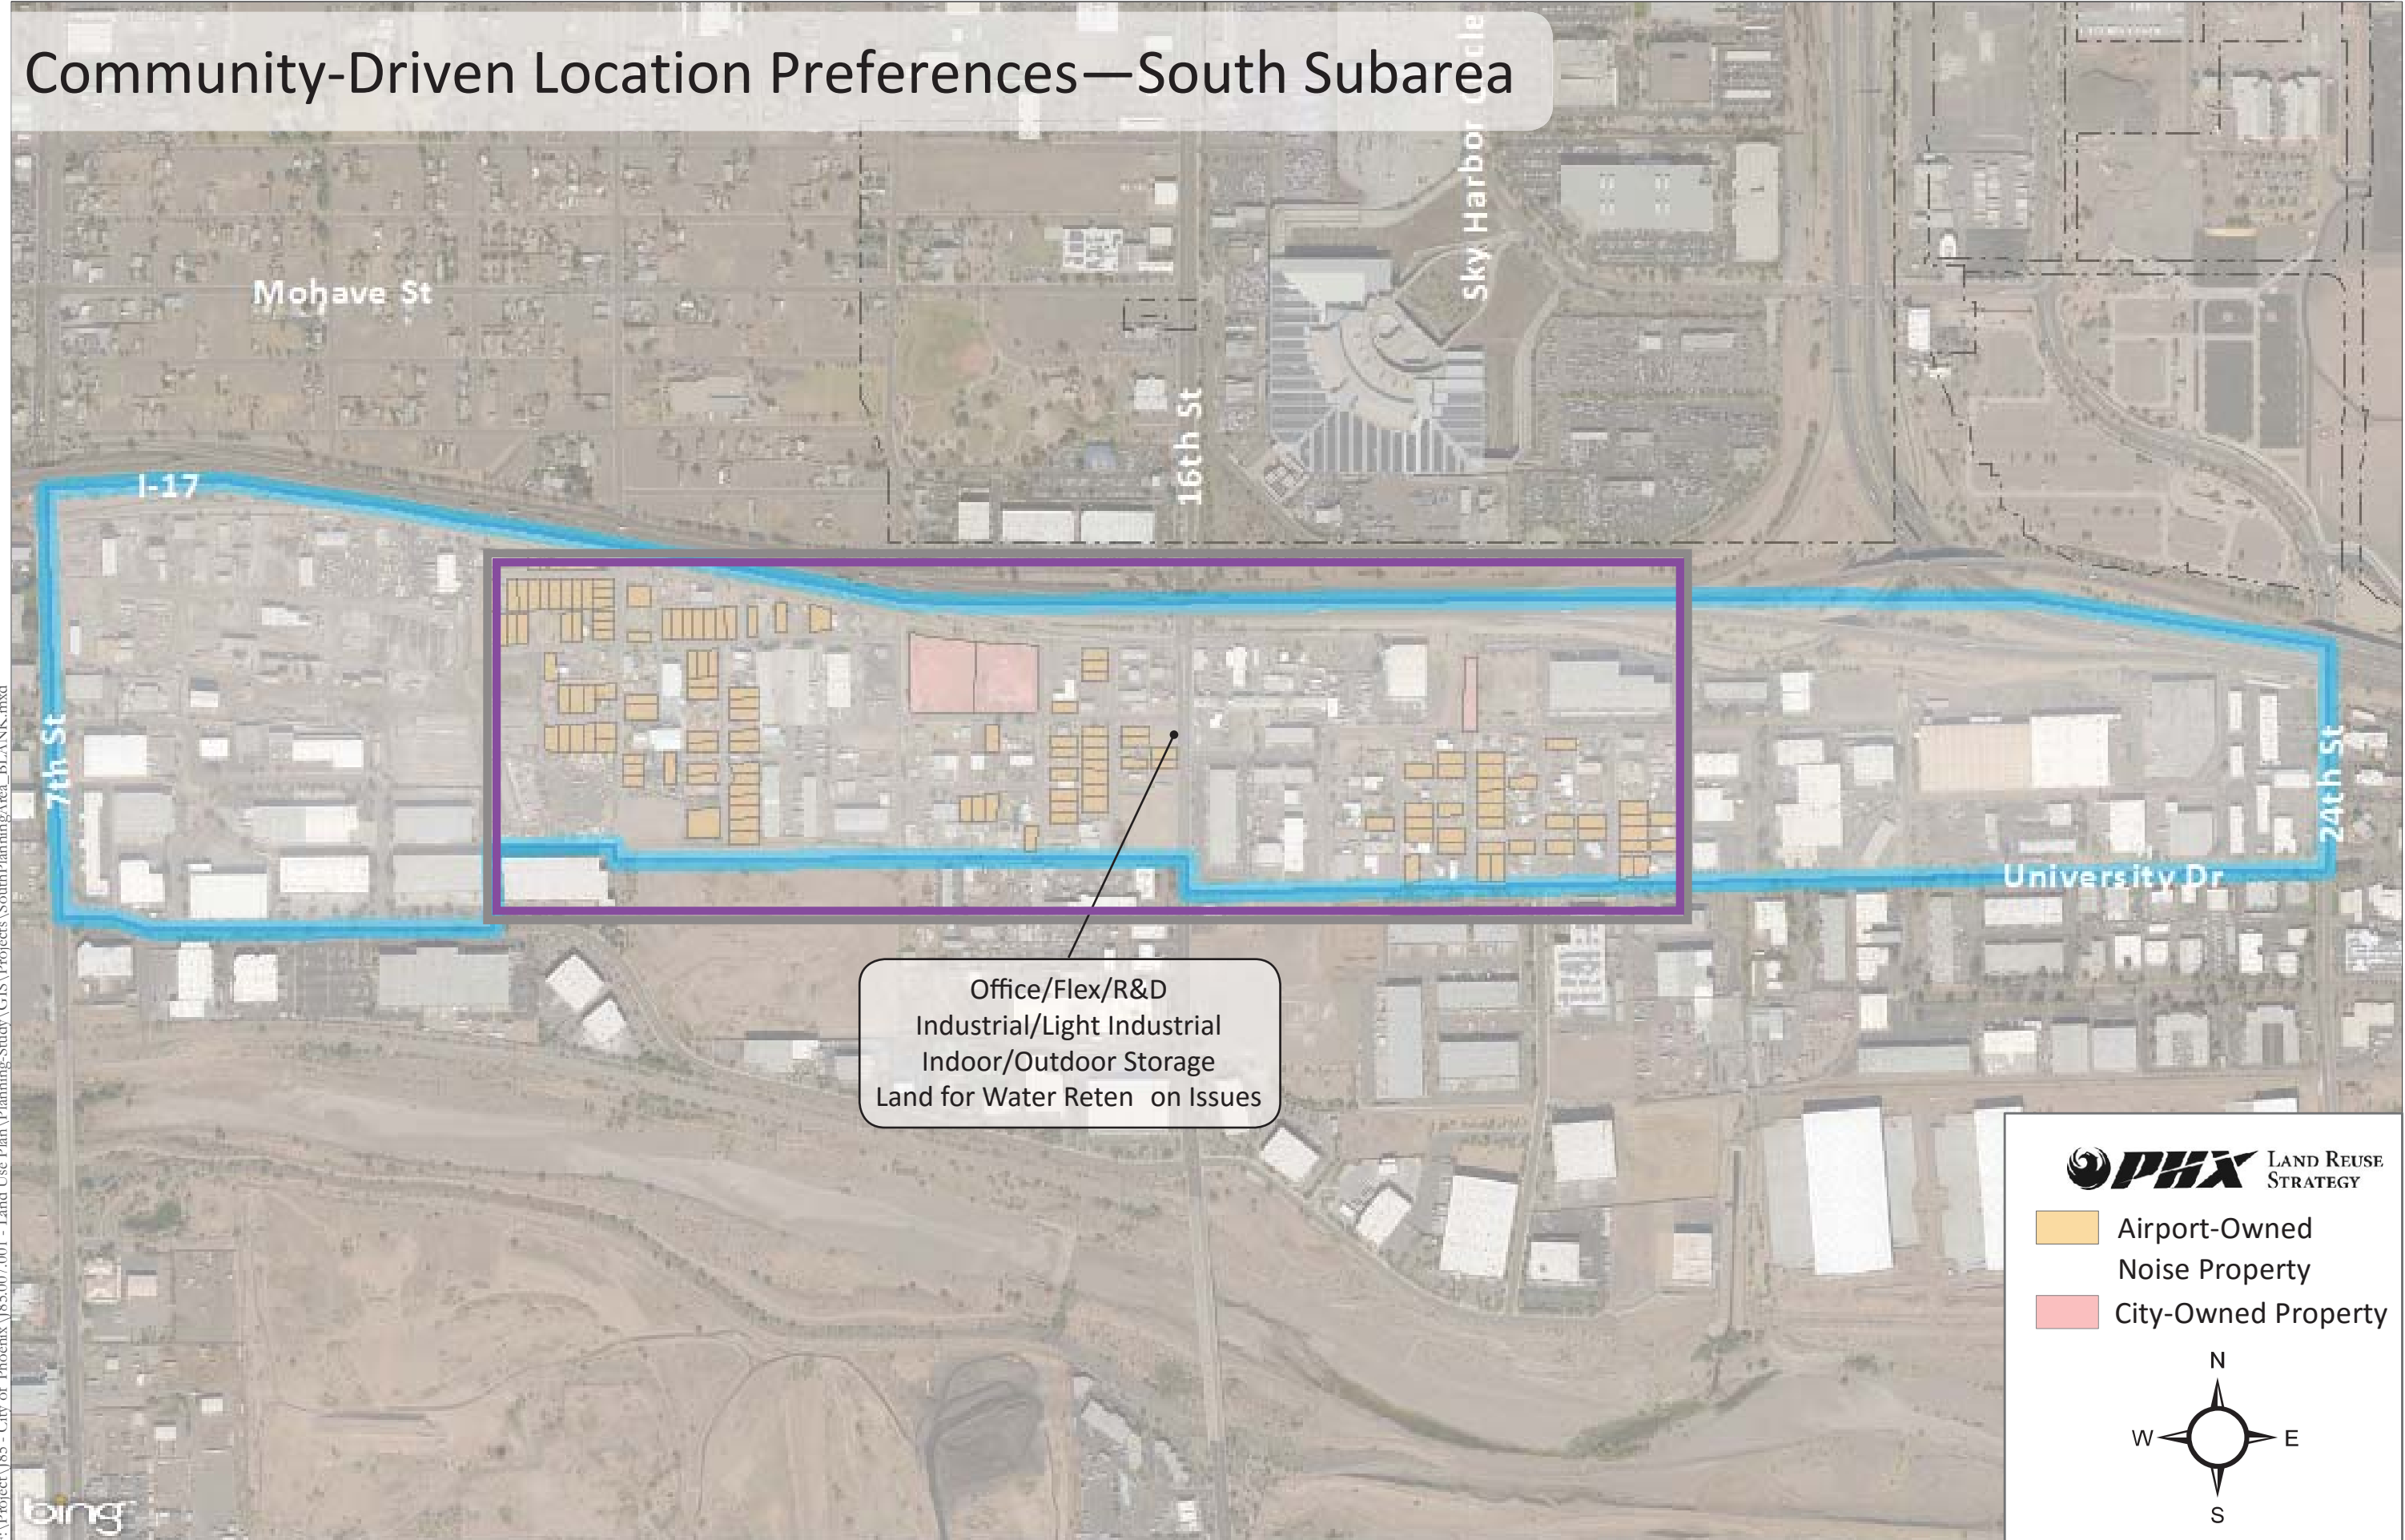 Community-Driven Location Preferences—South Subarea
Sky Harbor Circle
Mohave St
16th St
I-17
7th St
24th St
University Dr
Office/Flex/R&D
Industrial/Light Industrial
Indoor/Outdoor Storage
Land for Water Reten on Issues
PHX LAND REUSE
STRATEGY
Airport-Owned
Noise Property
City-Owned Property
N
W E
S
bing